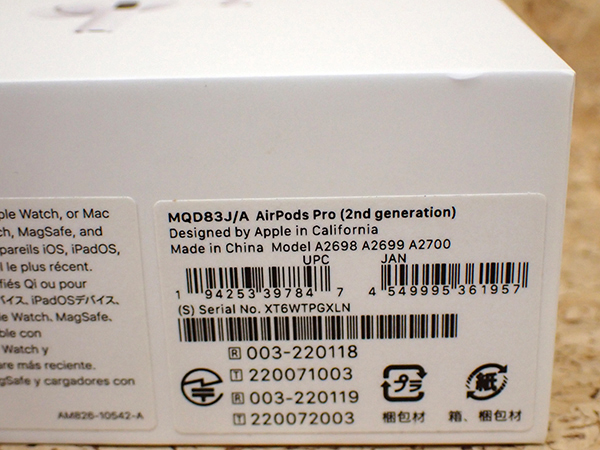 ple Watch, or Mac
ch, MagSafe, and
pareils iOS, iPadOS,
l le plus récent.
fiés Qi ou pour
バイス、iPadOSデバイス、
le Watch、MagSafe、
ble con
Watch y
are más reciente.
agSafe y cargadores con
AM826-10542-A
MQD83J/A AirPods Pro (2nd generation)
Designed by Apple in California
Made in China Model A2698 A2699 A2700
UPC JAN
1 94253 39784 7 4 549995 361957
(S) Serial No. XT6WTPGXLN
R 003-220118
T 220071003
R 003-220119
T 220072003
プラ 紙
梱包材 箱、梱包材